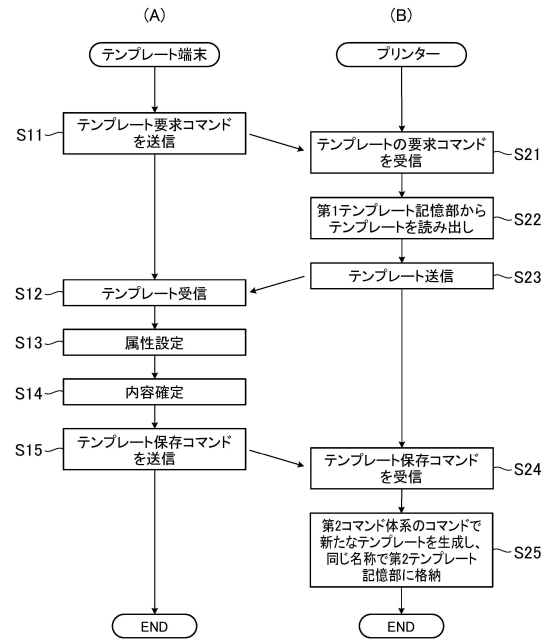 (A)
(B)
テンプレート端末
プリンター
S11
テンプレート要求コマンド
を送信
テンプレートの要求コマンド
を受信
S21
第1テンプレート記憶部から
テンプレートを読み出し
S22
テンプレート送信
S23
S12
テンプレート受信
S13
属性設定
S14
内容確定
S15
テンプレート保存コマンド
を送信
テンプレート保存コマンド
を受信
S24
第2コマンド体系のコマンドで
新たなテンプレートを生成し、
同じ名称で第2テンプレート
記憶部に格納
S25
END
END